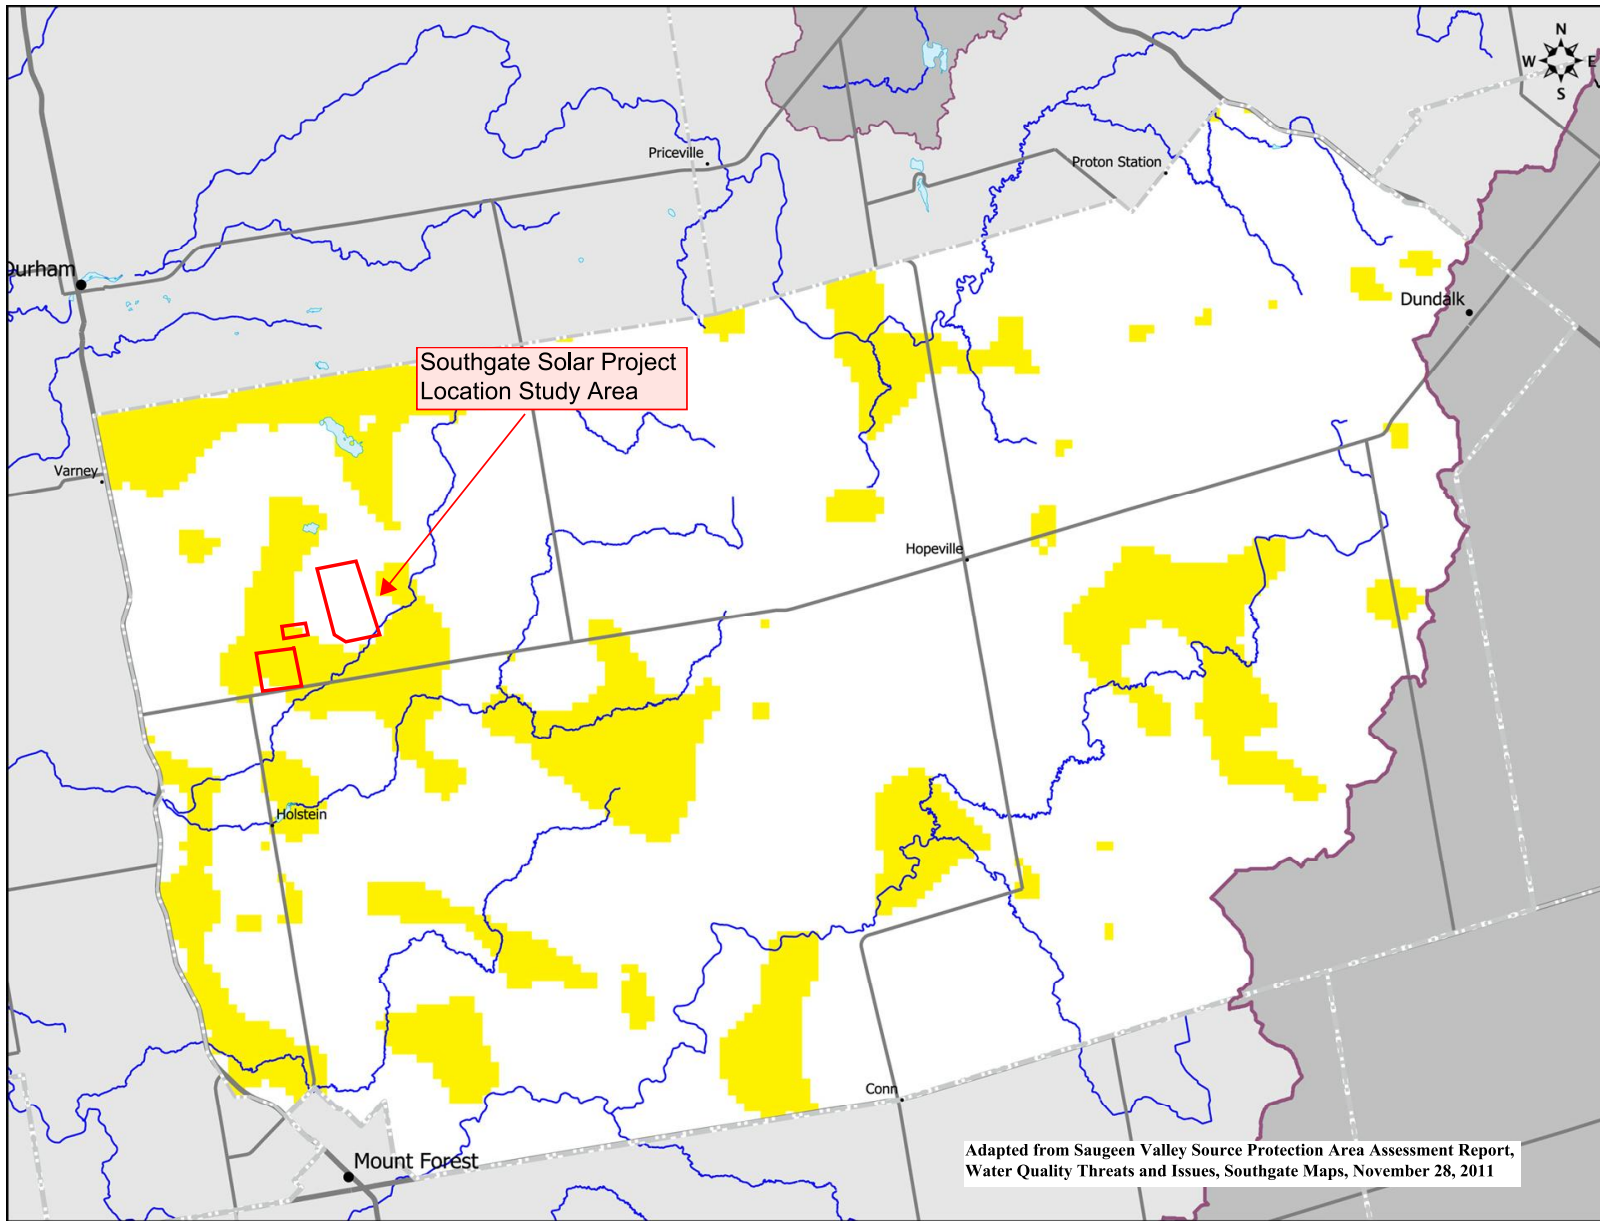 N
W E
S
Priceville
Proton Station
Durham
Dundalk
Southgate Solar Project
Location Study Area
Varney
Hopeville
Holstein
Conn
Mount Forest
Adapted from Saugeen Valley Source Protection Area Assessment Report,
Water Quality Threats and Issues, Southgate Maps, November 28, 2011